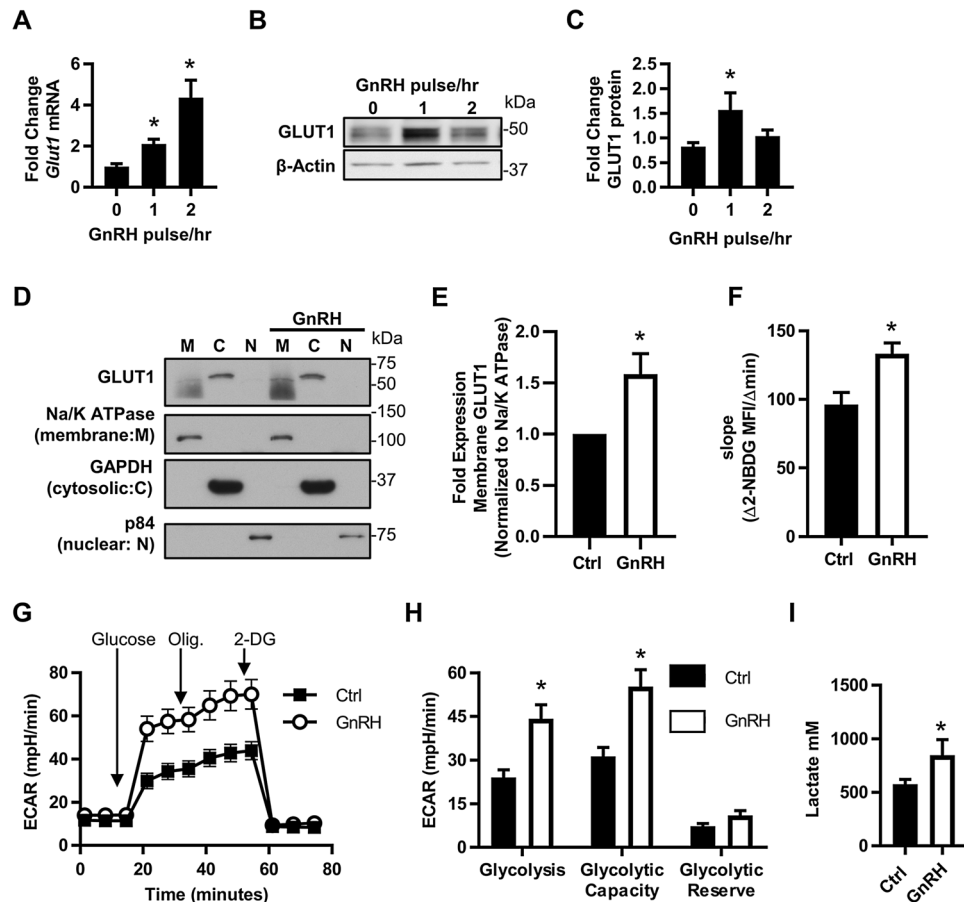 A
Fold Change
Glut1 mRNA
6
4
2
0
*
*
0 1 2
GnRH pulse/hr
B
GnRH pulse/hr
0 1 2
kDa
GLUT1
-50
β-Actin
-37
C
Fold Change
GLUT1 protein
2.5
2.0
1.5
1.0
0.5
0.0
*
0 1 2
GnRH pulse/hr
D
GnRH
M C N M C N
kDa
GLUT1
-75
-50
-150
Na/K ATPase
(membrane:M)
-100
GAPDH
(cytosolic:C)
-37
p84
(nuclear: N)
-75
E
Fold Expression
Membrane GLUT1
(Normalized to Na/K ATPase)
2.0
1.5
1.0
0.5
0.0
*
Ctrl GnRH
F
slope
(Δ2-NBDG MFI/Δmin)
150
100
50
0
*
Ctrl GnRH
G
Glucose Olig. 2-DG
ECAR (mpH/min)
80
60
40
20
0
0 20 40 60 80
Time (minutes)
Ctrl
GnRH
H
ECAR (mpH/min)
60
45
30
15
0
*
*
Ctrl
GnRH
Glycolysis
Glycolytic
Capacity
Glycolytic
Reserve
I
Lactate mM
1500
1000
500
0
*
Ctrl
GnRH